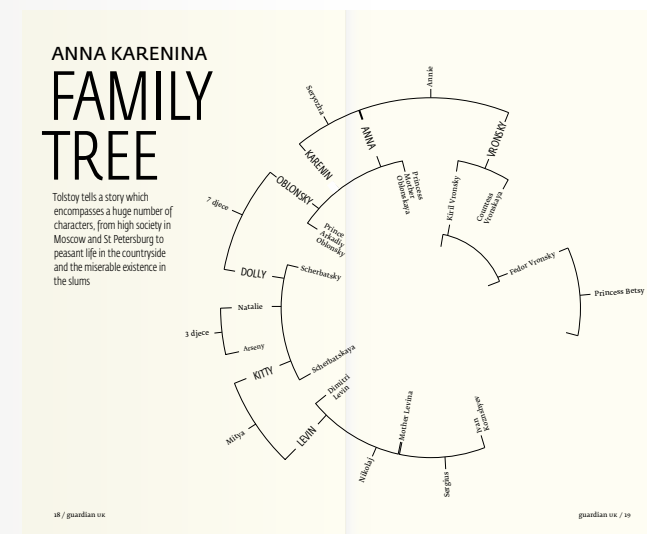 ANNA KARENINA
FAMILY
TREE
Tolstoy tells a story which
encompasses a huge number of
characters, from high society in
Moscow and St Petersburg to
peasant life in the countryside
and the miserable existence in
the slums
Annie
Seryozha
ANNA
VRONSKY
KARENIN
Princess
Mother
Oblonskaya
Kiril Vronsky
Countess
Vronskaya
OBLONSKY
7 djece
Prince
Arkadiy
Oblonsky
Fedor Vronsky
DOLLY
Scherbatsky
Princess Betsy
Natalie
3 djece
Arseny
Scherbatskaya
KITTY
Dimitri
Levin
Mother Levina
Ivan
Koznishev
Mitya
LEVIN
Nikolaj
Sergius
18 / guardian UK
guardian UK / 19